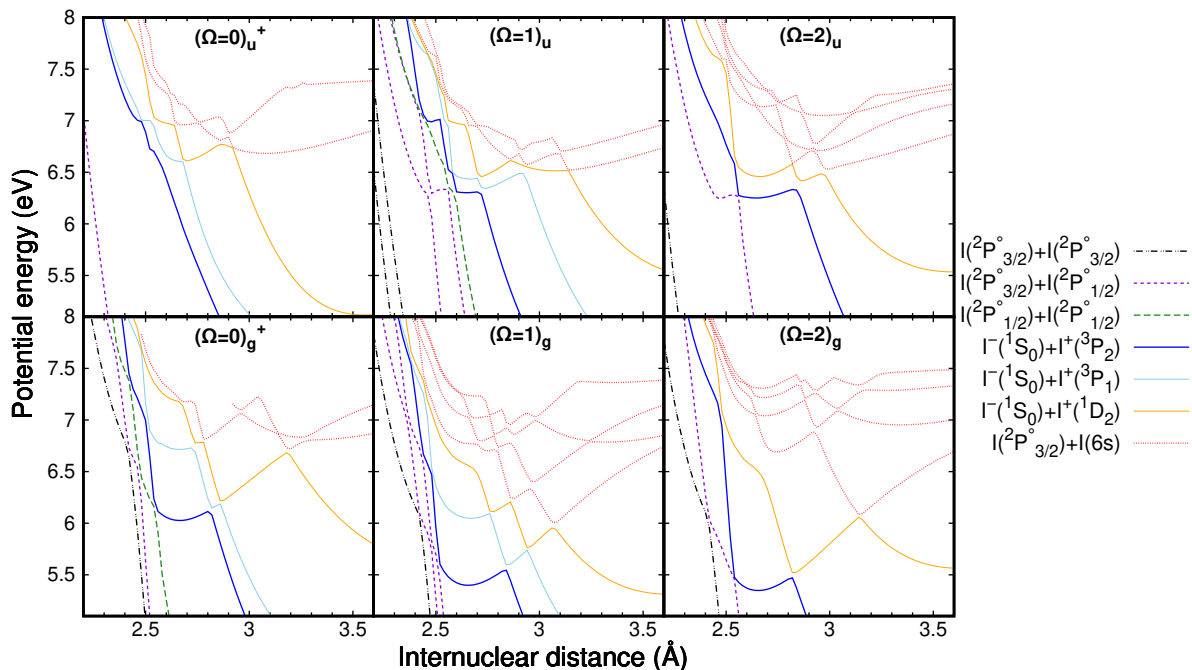 (Ω=0)u+ (Ω=1)u (Ω=2)u
8
7.5
7
6.5
6
5.5
8
(Ω=0)g+ (Ω=1)g (Ω=2)g
7.5
7
6.5
6
5.5
2.5 3 3.5 2.5 3 3.5 2.5 3 3.5
Potential energy (eV)
Internuclear distance (Å)
I(2P°3/2)+I(2P°3/2)
I(2P°3/2)+I(2P°1/2)
I(2P°1/2)+I(2P°1/2)
I−(1S0)+I+(3P2)
I−(1S0)+I+(3P1)
I−(1S0)+I+(1D2)
I(2P°3/2)+I(6s)